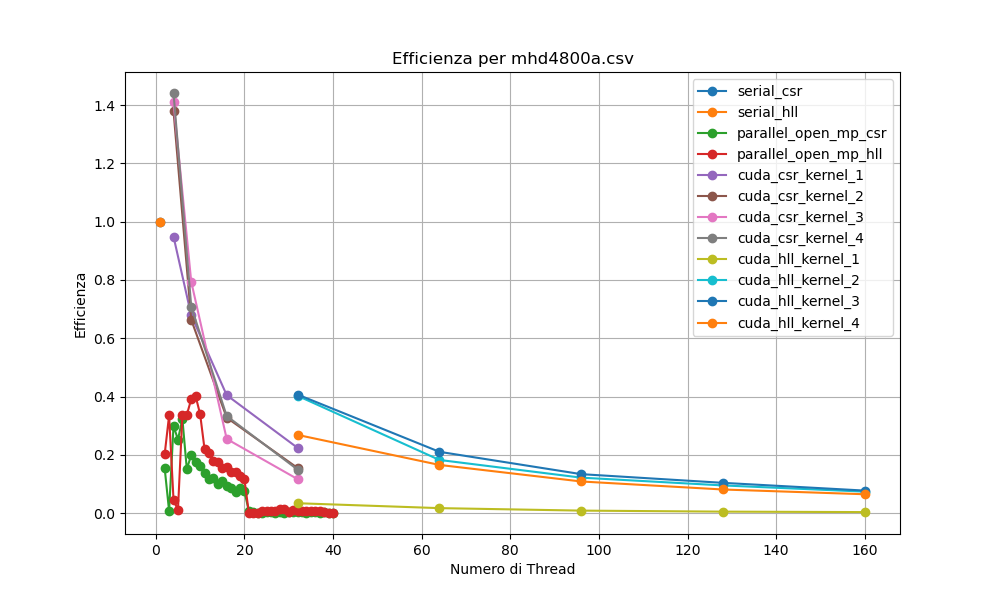 Efficienza per mhd4800a.csv
1.4
1.2
1.0
0.8
0.6
0.4
0.2
0.0
Efficienza
0 20 40 60 80 100 120 140 160
Numero di Thread
serial_csr
serial_hll
parallel_open_mp_csr
parallel_open_mp_hll
cuda_csr_kernel_1
cuda_csr_kernel_2
cuda_csr_kernel_3
cuda_csr_kernel_4
cuda_hll_kernel_1
cuda_hll_kernel_2
cuda_hll_kernel_3
cuda_hll_kernel_4